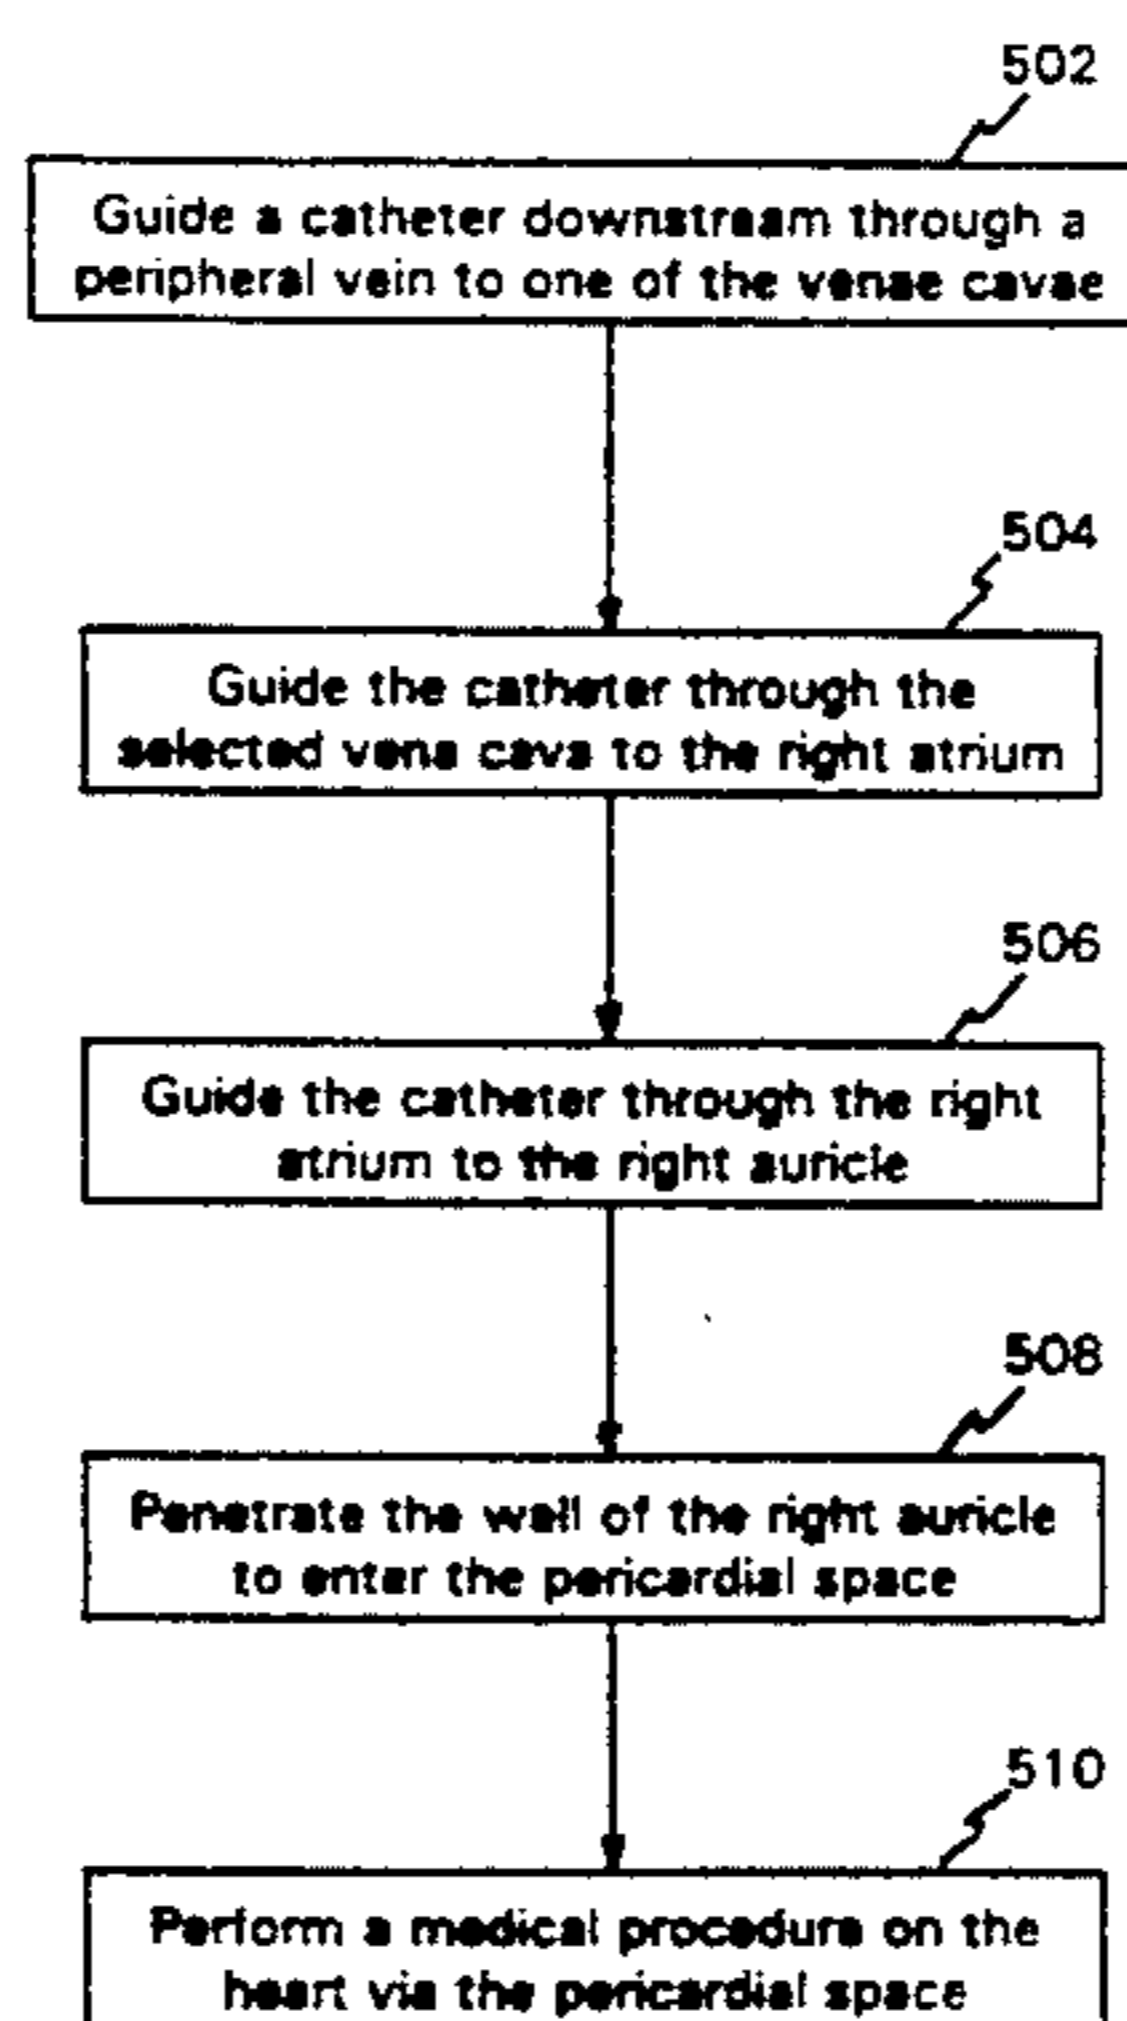 502
Guide a catheter downstream through a
peripheral vein to one of the venae cavae
504
Guide the catheter through the
selected vena cava to the right atrium
506
Guide the catheter through the right
atrium to the right auricle
508
Penetrate the wall of the right auricle
to enter the pericardial space
510
Perform a medical procedure on the
heart via the pericardial space